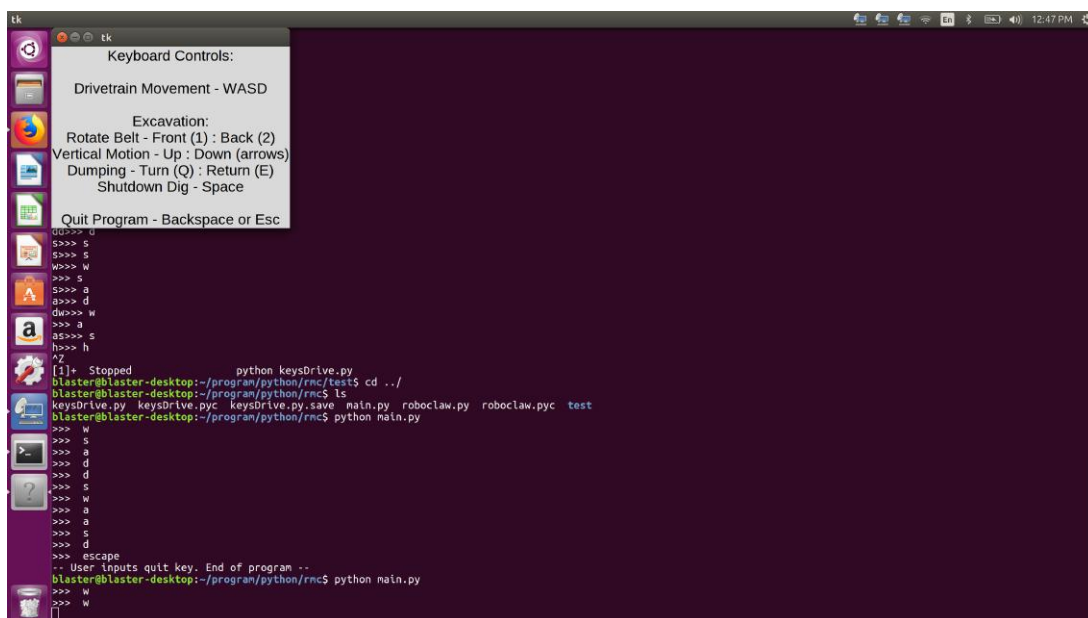 tk
En
12:47 PM
tk
Keyboard Controls:
Drivetrain Movement - WASD
Excavation:
Rotate Belt - Front (1) : Back (2)
Vertical Motion - Up : Down (arrows)
Dumping - Turn (Q) : Return (E)
Shutdown Dig - Space
Quit Program - Backspace or Esc
dd>>> d
s>>> s
s>>> s
w>>> w
>>> s
s>>> a
a>>> d
dw>>> w
>>> a
as>>> s
h>>> h
^Z
[1]+  Stopped                 python keysDrive.py
blaster@blaster-desktop:~/program/python/rmc/test$ cd ../
blaster@blaster-desktop:~/program/python/rmc$ ls
keysDrive.py  keysDrive.pyc  keysDrive.py.save  main.py  roboclaw.py  roboclaw.pyc  test
blaster@blaster-desktop:~/program/python/rmc$ python main.py
>>>  w
>>>  s
>>>  a
>>>  d
>>>  d
>>>  s
>>>  w
>>>  a
>>>  a
>>>  s
>>>  d
>>>  escape
-- User inputs quit key. End of program --
blaster@blaster-desktop:~/program/python/rmc$ python main.py
>>>  w
>>>  w